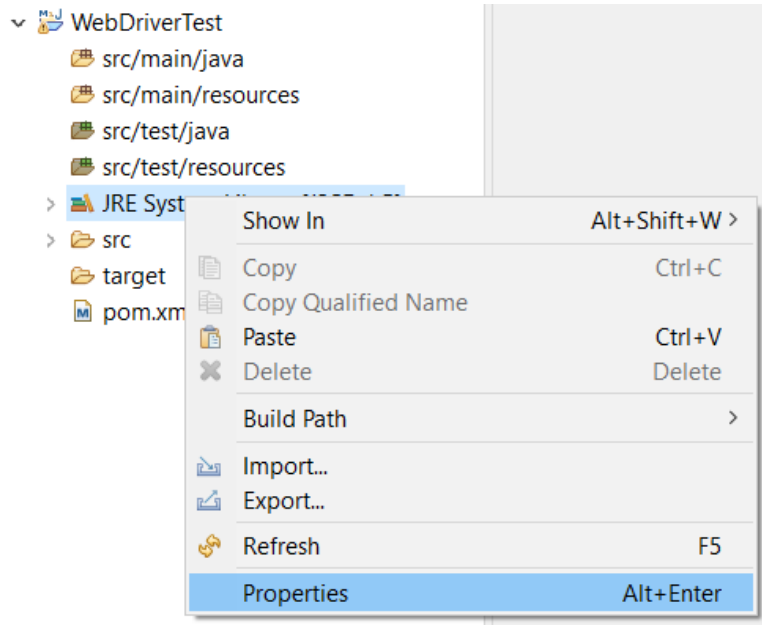 WebDriverTest
src/main/java
src/main/resources
src/test/java
src/test/resources
JRE Syst
src
target
pom.xm
Show In Alt+Shift+W
Copy Ctrl+C
Copy Qualified Name
Paste Ctrl+V
Delete Delete
Build Path
Import...
Export...
Refresh F5
Properties Alt+Enter